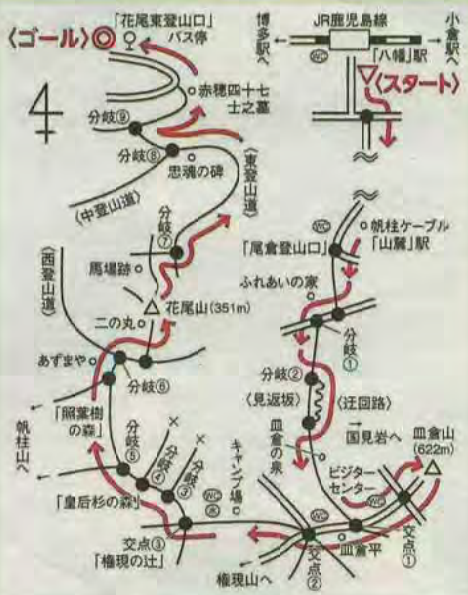 〈ゴール〉
「花尾東登山口」
バス停
博多駅へ
JR鹿児島線
小倉駅へ
WC
「八幡」駅
〈スタート〉
赤穂四十七
士之墓
分岐⑨
分岐⑧
忠魂の碑
〈東登山道〉
〈中登山道〉
分岐⑦
馬場跡
花尾山(351m)
〈西登山道〉
二の丸
あずまや
分岐⑥
「照葉樹
の森」
帆柱山へ
分岐⑤
分岐④
分岐③
「皇后杉の森」
交点③
「権現の辻」
WC
帆柱ケーブル
「山麓」駅
「尾倉登山口」
ふれあいの家
分岐
①
分岐②
〈見返坂〉
〈迂回路〉
皿倉の泉
国見岩へ
皿倉山
(622m)
ビジター
センター
WC
キャンプ場
WC
水
WC
皿倉平
交点①
交点②
権現山へ